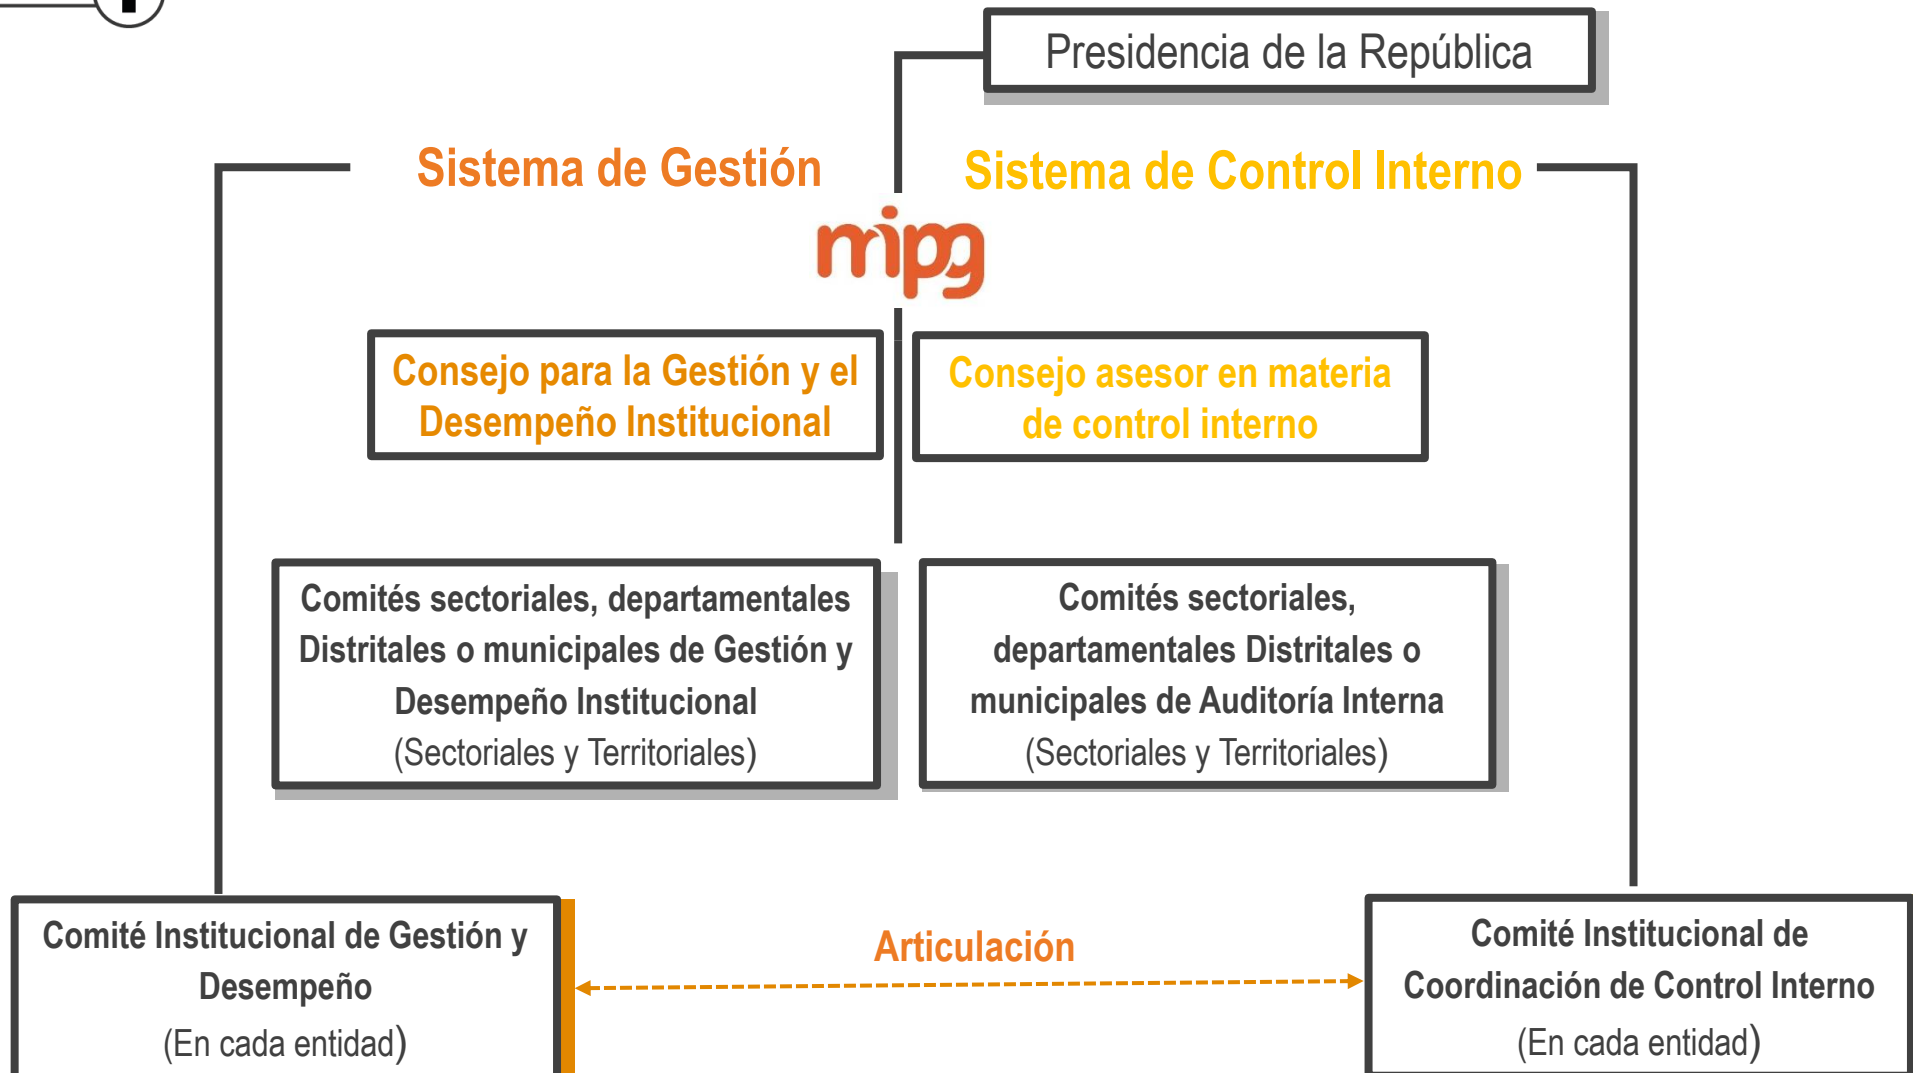 Presidencia de la República
Sistema de Gestión
Sistema de Control Interno
mipg
Consejo para la Gestión y el
Desempeño Institucional
Consejo asesor en materia
de control interno
Comités sectoriales, departamentales
Distritales o municipales de Gestión y
Desempeño Institucional
(Sectoriales y Territoriales)
Comités sectoriales,
departamentales Distritales o
municipales de Auditoría Interna
(Sectoriales y Territoriales)
Comité Institucional de Gestión y
Desempeño
(En cada entidad)
Articulación
Comité Institucional de
Coordinación de Control Interno
(En cada entidad)